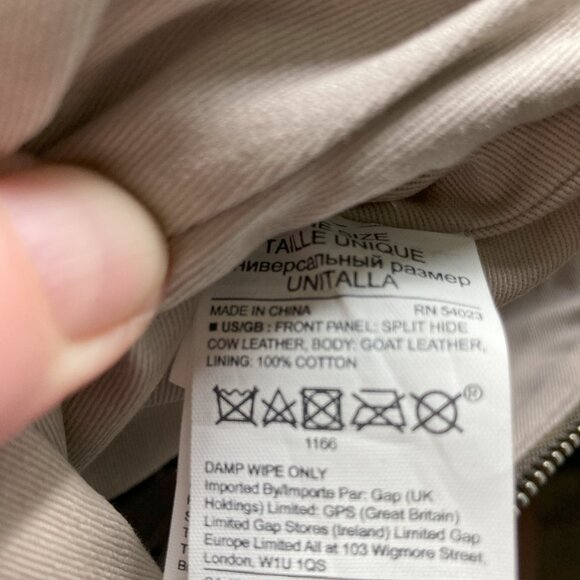 SIZE
TAILLE UNIQUE
универсальный размер
UNITALLA
MADE IN CHINA RN 54023
■ US/GB : FRONT PANEL: SPLIT HIDE
COW LEATHER, BODY: GOAT LEATHER,
LINING: 100% COTTON
®
1166
DAMP WIPE ONLY
Imported By/Importe Par: Gap (UK
Holdings) Limited: GPS (Great Britain)
Limited Gap Stores (Ireland) Limited Gap
Europe Limited All at 103 Wigmore Street,
London, W1U 1QS